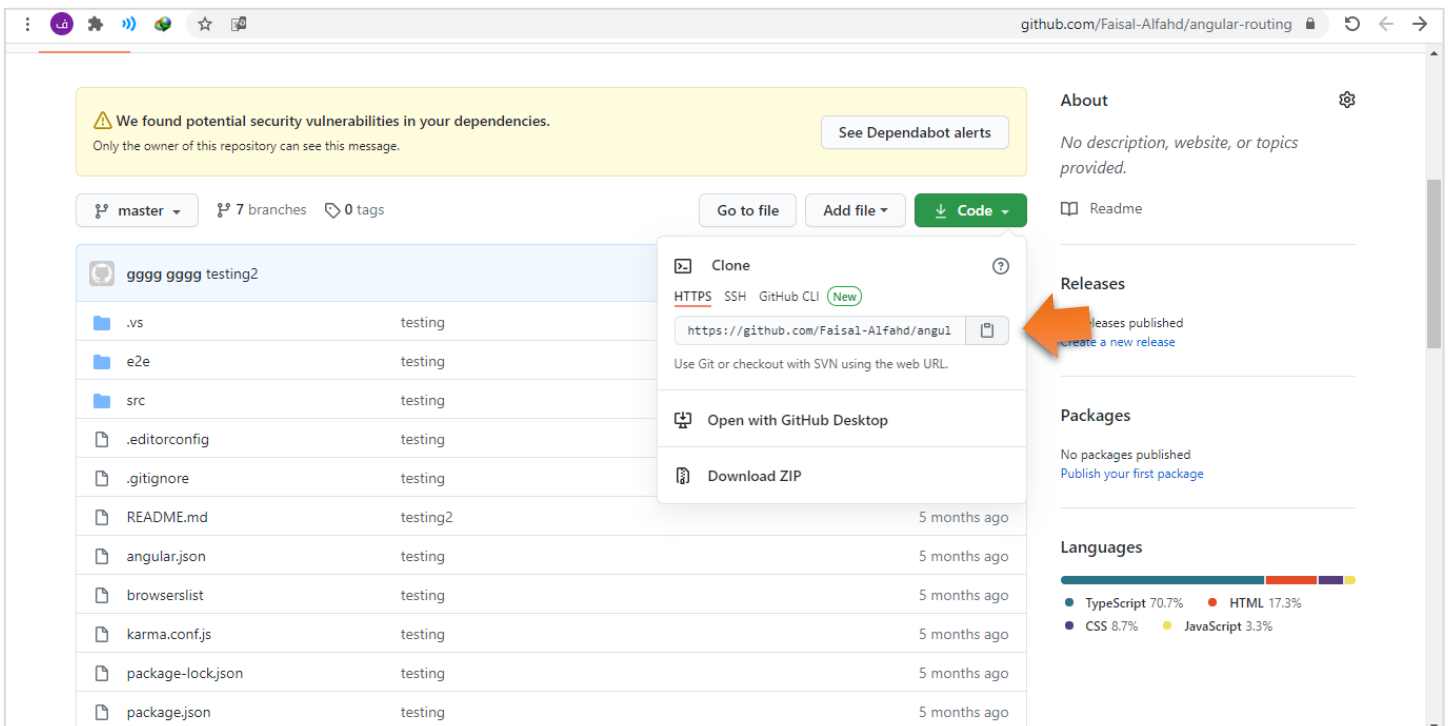 ف
github.com/Faisal-Alfahd/angular-routing
We found potential security vulnerabilities in your dependencies.
Only the owner of this repository can see this message.
See Dependabot alerts
master
7 branches
0 tags
Go to file
Add file
Code
gggg gggg testing2
.vs testing
e2e testing
src testing
.editorconfig testing
.gitignore testing
README.md testing2 5 months ago
angular.json testing 5 months ago
browserslist testing 5 months ago
karma.conf.js testing 5 months ago
package-lock.json testing 5 months ago
package.json testing 5 months ago
Clone
HTTPS SSH GitHub CLI New
https://github.com/Faisal-Alfahd/angul
Use Git or checkout with SVN using the web URL.
Open with GitHub Desktop
Download ZIP
About
No description, website, or topics
provided.
Readme
Releases
published
Create a new release
Packages
No packages published
Publish your first package
Languages
TypeScript 70.7% HTML 17.3%
CSS 8.7% JavaScript 3.3%